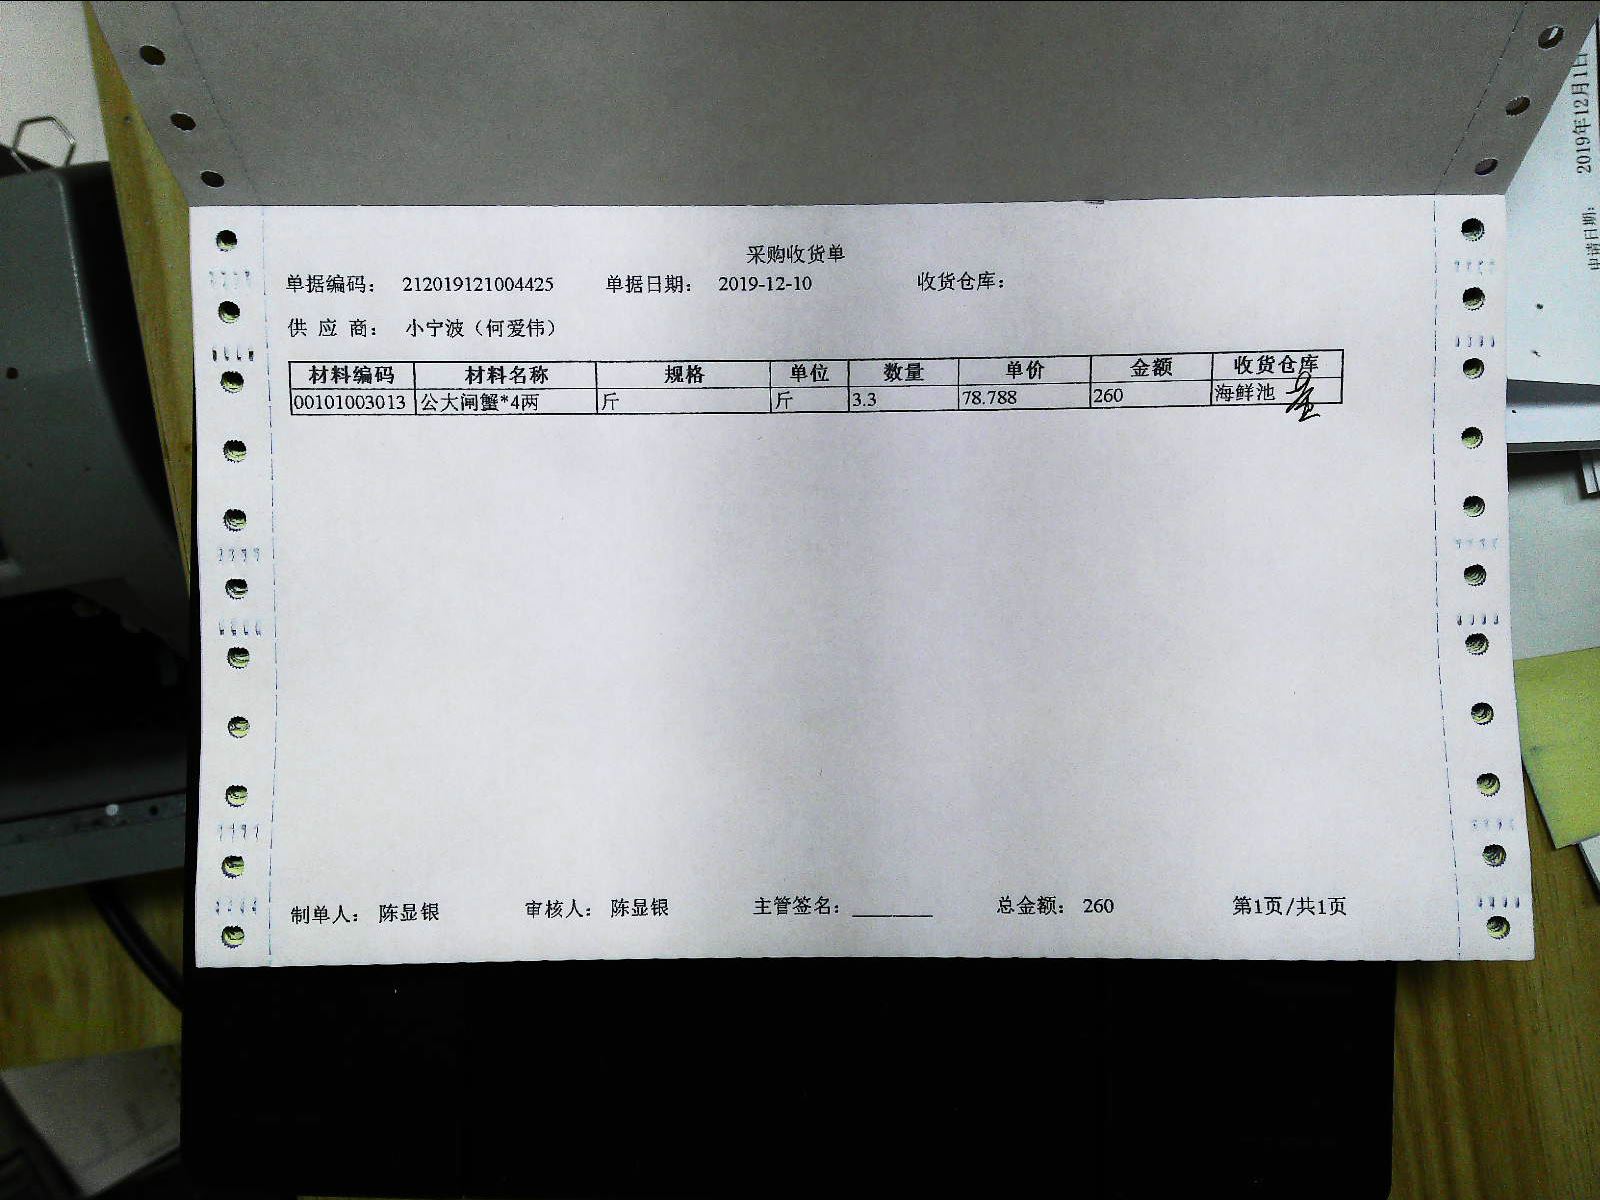 采购收货单
单据编码： 212019121004425 单据日期： 2019-12-10 收货仓库：
供 应 商： 小宁波（何爱伟）
材料编码 材料名称 规格 单位 数量 单价 金额 收货仓库
00101003013 公大闸蟹*4两 斤 斤 3.3 78.788 260 海鲜池
制单人： 陈显银 审核人： 陈显银 主管签名： 总金额： 260 第1页/共1页
2019年12月1日
申请日期：